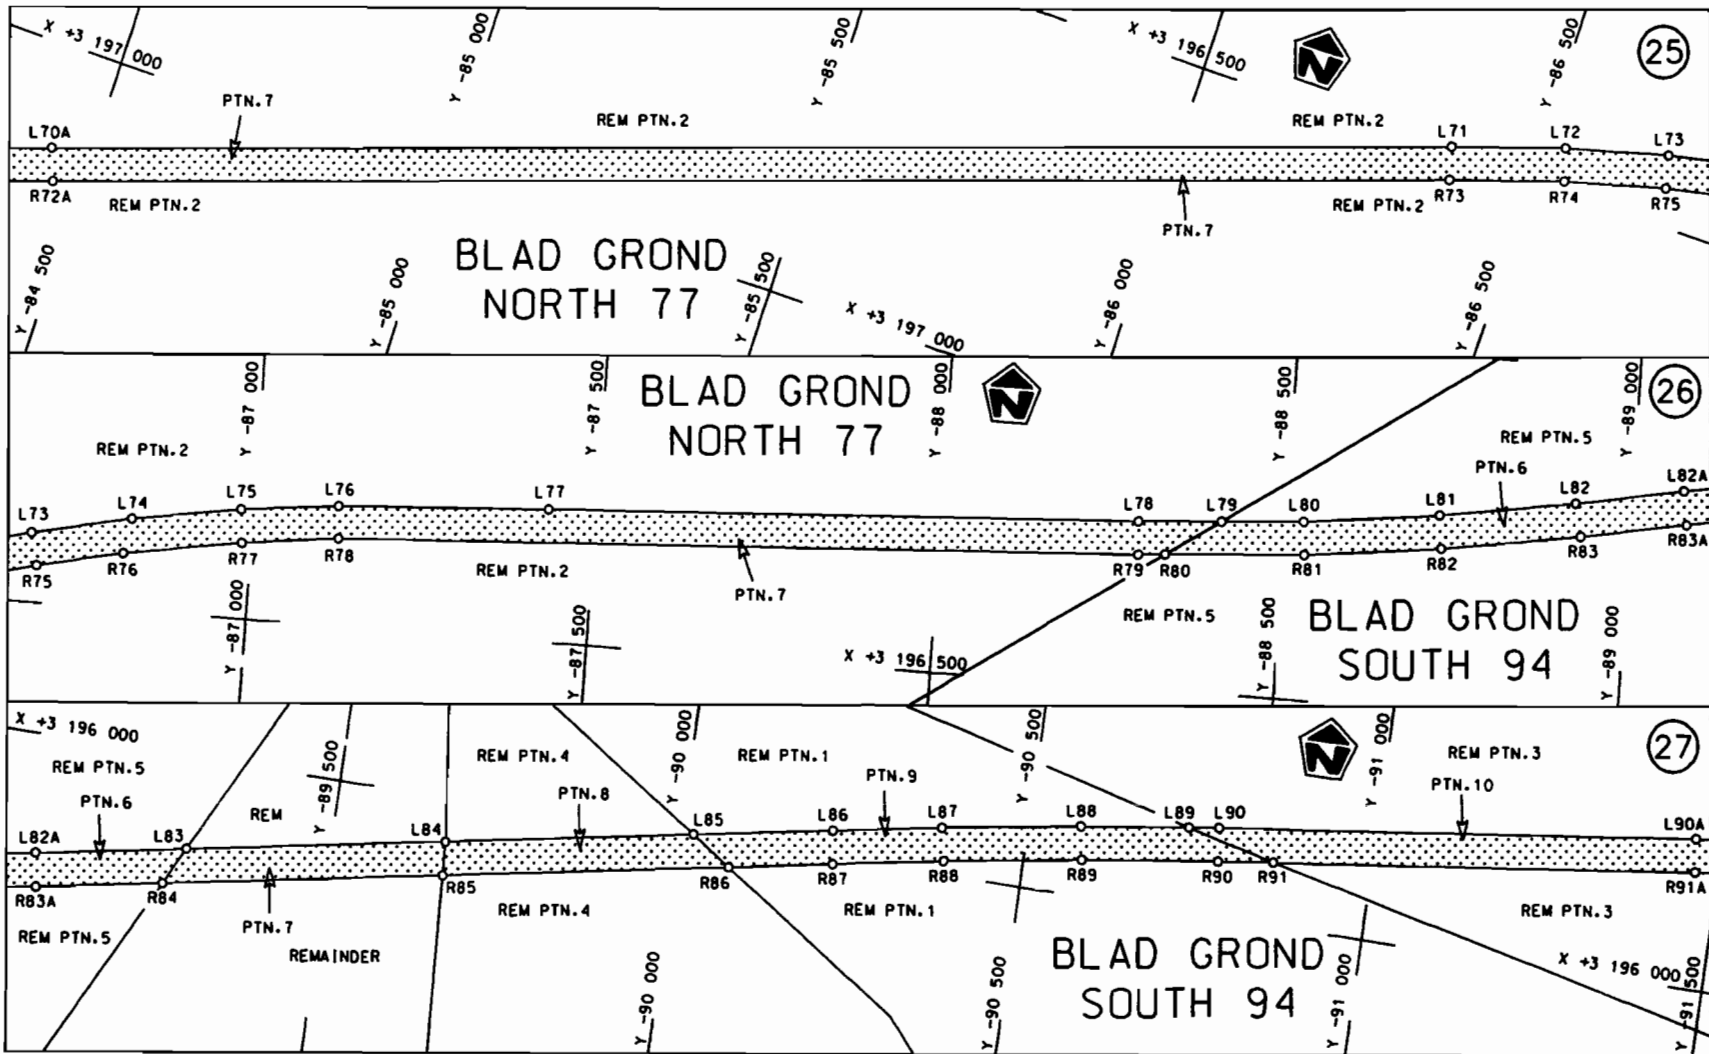 X +3 197 000
Y -85 000
Y -85 500
X +3 196 500
Y -86 500
25
PTN.7
REM PTN.2
REM PTN.2
L70A
L71
L72
L73
R72A
REM PTN.2
PTN.7
REM PTN.2
R73
R74
R75
BLAD GROND
NORTH 77
Y -84 500
Y -85 000
Y -85 500
X +3 197 000
Y -86 000
Y -86 500
N
Y -87 000
Y -87 500
BLAD GROND
NORTH 77
Y -88 000
N
Y -88 500
Y -89 000
26
REM PTN.2
REM PTN.5
PTN.6
L73
L74
L75
L76
L77
L78
L79
L80
L81
L82
L82A
R75
R76
R77
R78
REM PTN.2
PTN.7
R79
R80
R81
R82
R83
R83A
REM PTN.5
BLAD GROND
SOUTH 94
Y -87 000
Y -87 500
X +3 196 500
Y -88 500
Y -89 000
X +3 196 000
REM PTN.5
PTN.6
REM
Y -89 500
REM PTN.4
PTN.8
Y -90 000
REM PTN.1
PTN.9
Y -90 500
N
Y -91 000
REM PTN.3
PTN.10
27
L82A
L83
L84
L85
L86
L87
L88
L89
L90
L90A
R83A
R84
R85
R86
R87
R88
R89
R90
R91
R91A
REM PTN.5
PTN.7
REMAINDER
REM PTN.4
REM PTN.1
REM PTN.3
BLAD GROND
SOUTH 94
Y -90 000
Y -90 500
Y -91 000
X +3 196 000
Y -91 500